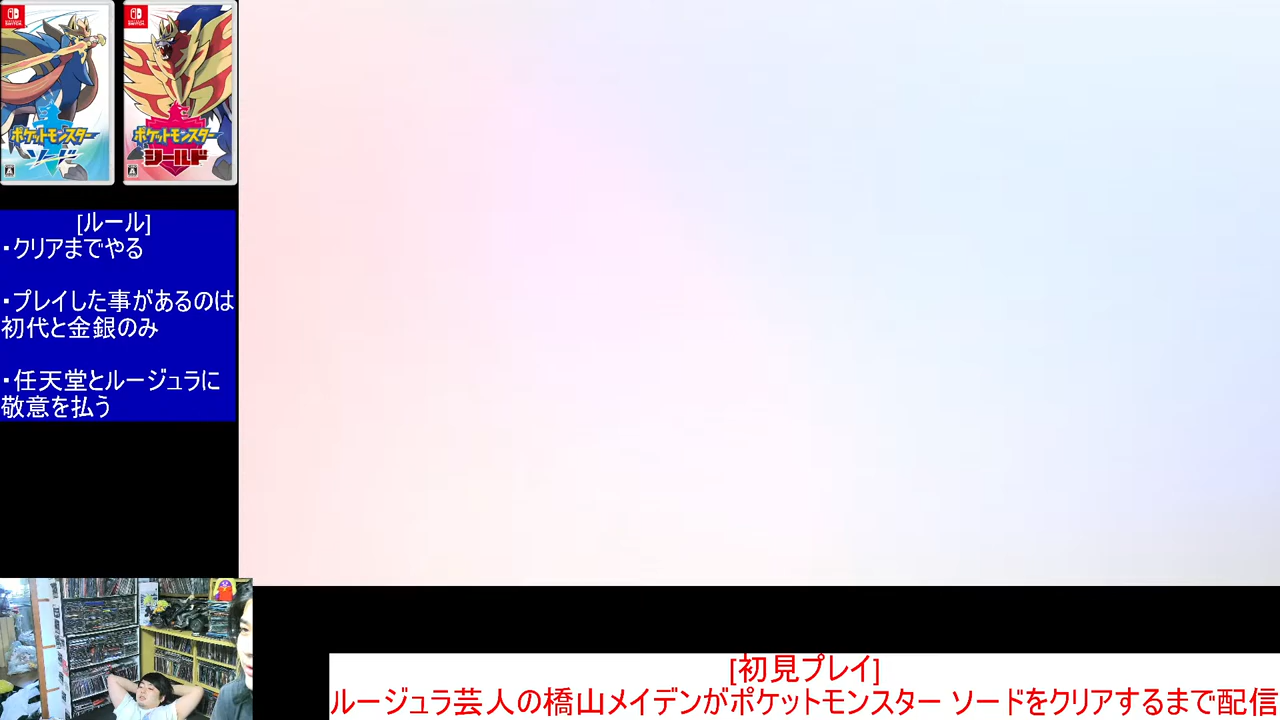 ポケットモンスター
ソード
ポケットモンスター
シールド
[ルール]
・クリアまでやる
・プレイした事があるのは
初代と金銀のみ
・任天堂とルージュラに
敬意を払う
[初見プレイ]
ルージュラ芸人の橋山メイデンがポケットモンスター ソードをクリアするまで配信